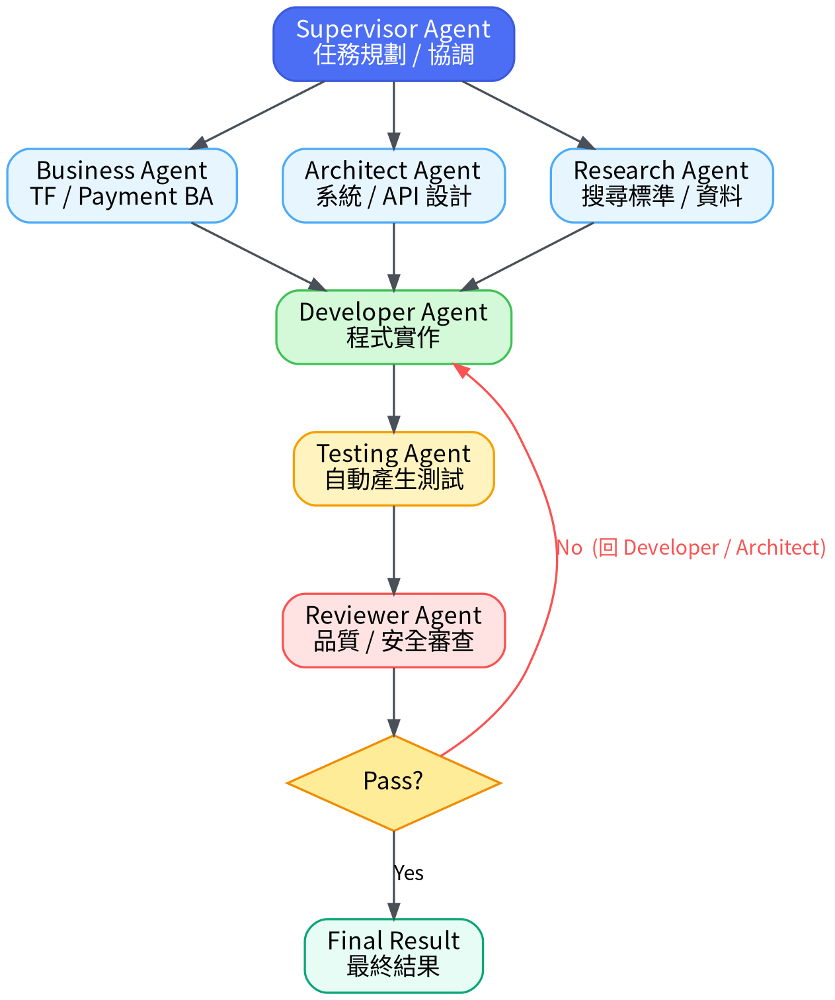 Supervisor Agent
任務規劃 / 協調
Business Agent
TF / Payment BA
Architect Agent
系統 / API 設計
Research Agent
搜尋標準 / 資料
Developer Agent
程式實作
Testing Agent
自動產生測試
No (回 Developer / Architect)
Reviewer Agent
品質 / 安全審查
Pass?
Yes
Final Result
最終結果